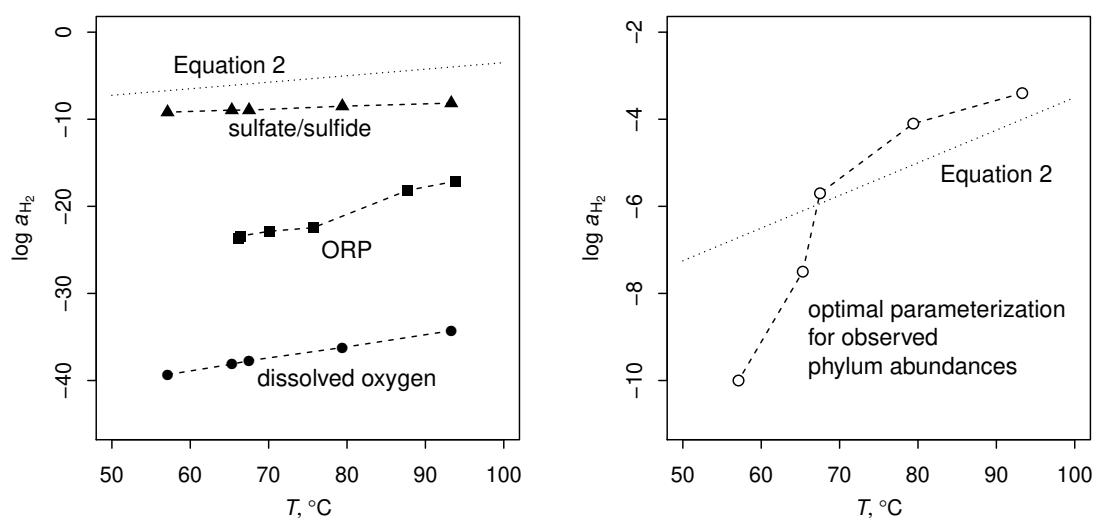 0
−10
−20
−30
−40
log aH2
Equation 2
sulfate/sulfide
ORP
dissolved oxygen
50 60 70 80 90 100
T, °C
−2
−4
−6
−8
−10
log aH2
Equation 2
optimal parameterization
for observed
phylum abundances
50 60 70 80 90 100
T, °C